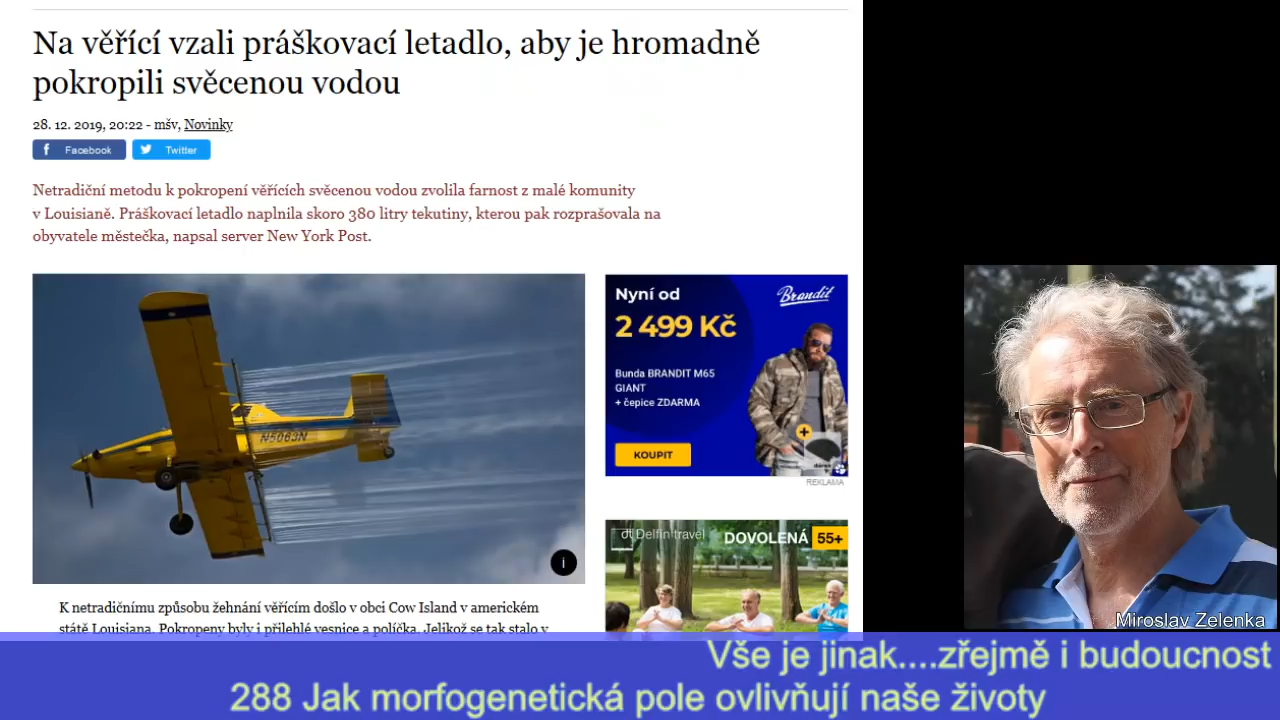 Na věřící vzali práškovací letadlo, aby je hromadně
pokropili svěcenou vodou
28. 12. 2019, 20:22 - mšv, Novinky
Facebook
Twitter
Netradiční metodu k pokropení věřících svěcenou vodou zvolila farnost z malé komunity
v Louisianě. Práškovací letadlo naplnila skoro 380 litry tekutiny, kterou pak rozprašovala na
obyvatele městečka, napsal server New York Post.
N5063N
i
Nyní od
Brandit
2 499 Kč
Bunda BRANDIT M65
GIANT
+ čepice ZDARMA
KOUPIT
dárek
REKLAMA
dt Delfin travel
DOVOLENÁ 55+
K netradičnímu způsobu žehnání věřícím došlo v obci Cow Island v americkém
státě Louisiana. Pokropeny byly i přilehlé vesnice a políčka. Jelikož se tak stalo v
Miroslav Zelenka
Vše je jinak....zřejmě i budoucnost
288 Jak morfogenetická pole ovlivňují naše životy